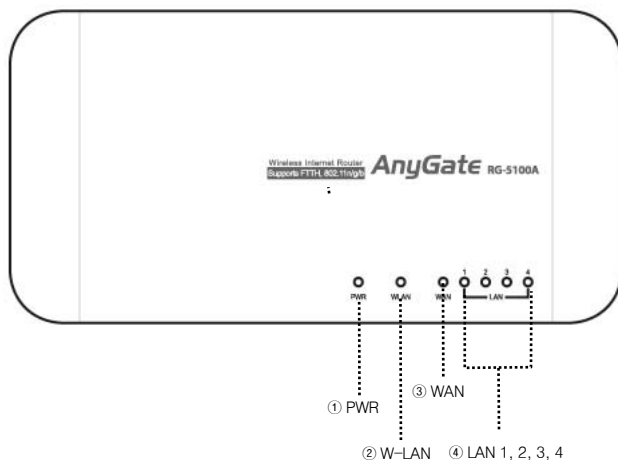 Wireless Internet Router
Supports FTTH, 802.11n/g/b
AnyGate RG-5100A
1 2 3 4
PWR WLAN WAN LAN
③ WAN
① PWR
② W-LAN ④ LAN 1, 2, 3, 4